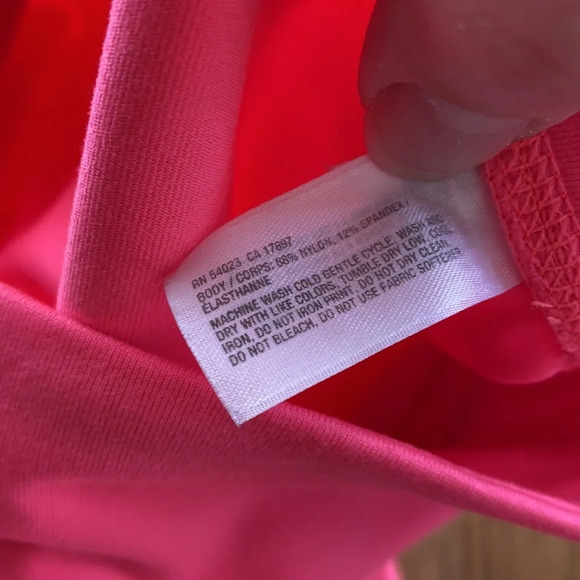 RN 54023 CA 17897
BODY / CORPS: 88% NYLON, 12% SPANDEX /
ÉLASTHANNE
MACHINE WASH COLD GENTLE CYCLE. WASH AND
DRY WITH LIKE COLORS. TUMBLE DRY LOW. COOL
IRON, DO NOT IRON PRINT. DO NOT DRY CLEAN.
DO NOT BLEACH, DO NOT USE FABRIC SOFTENER